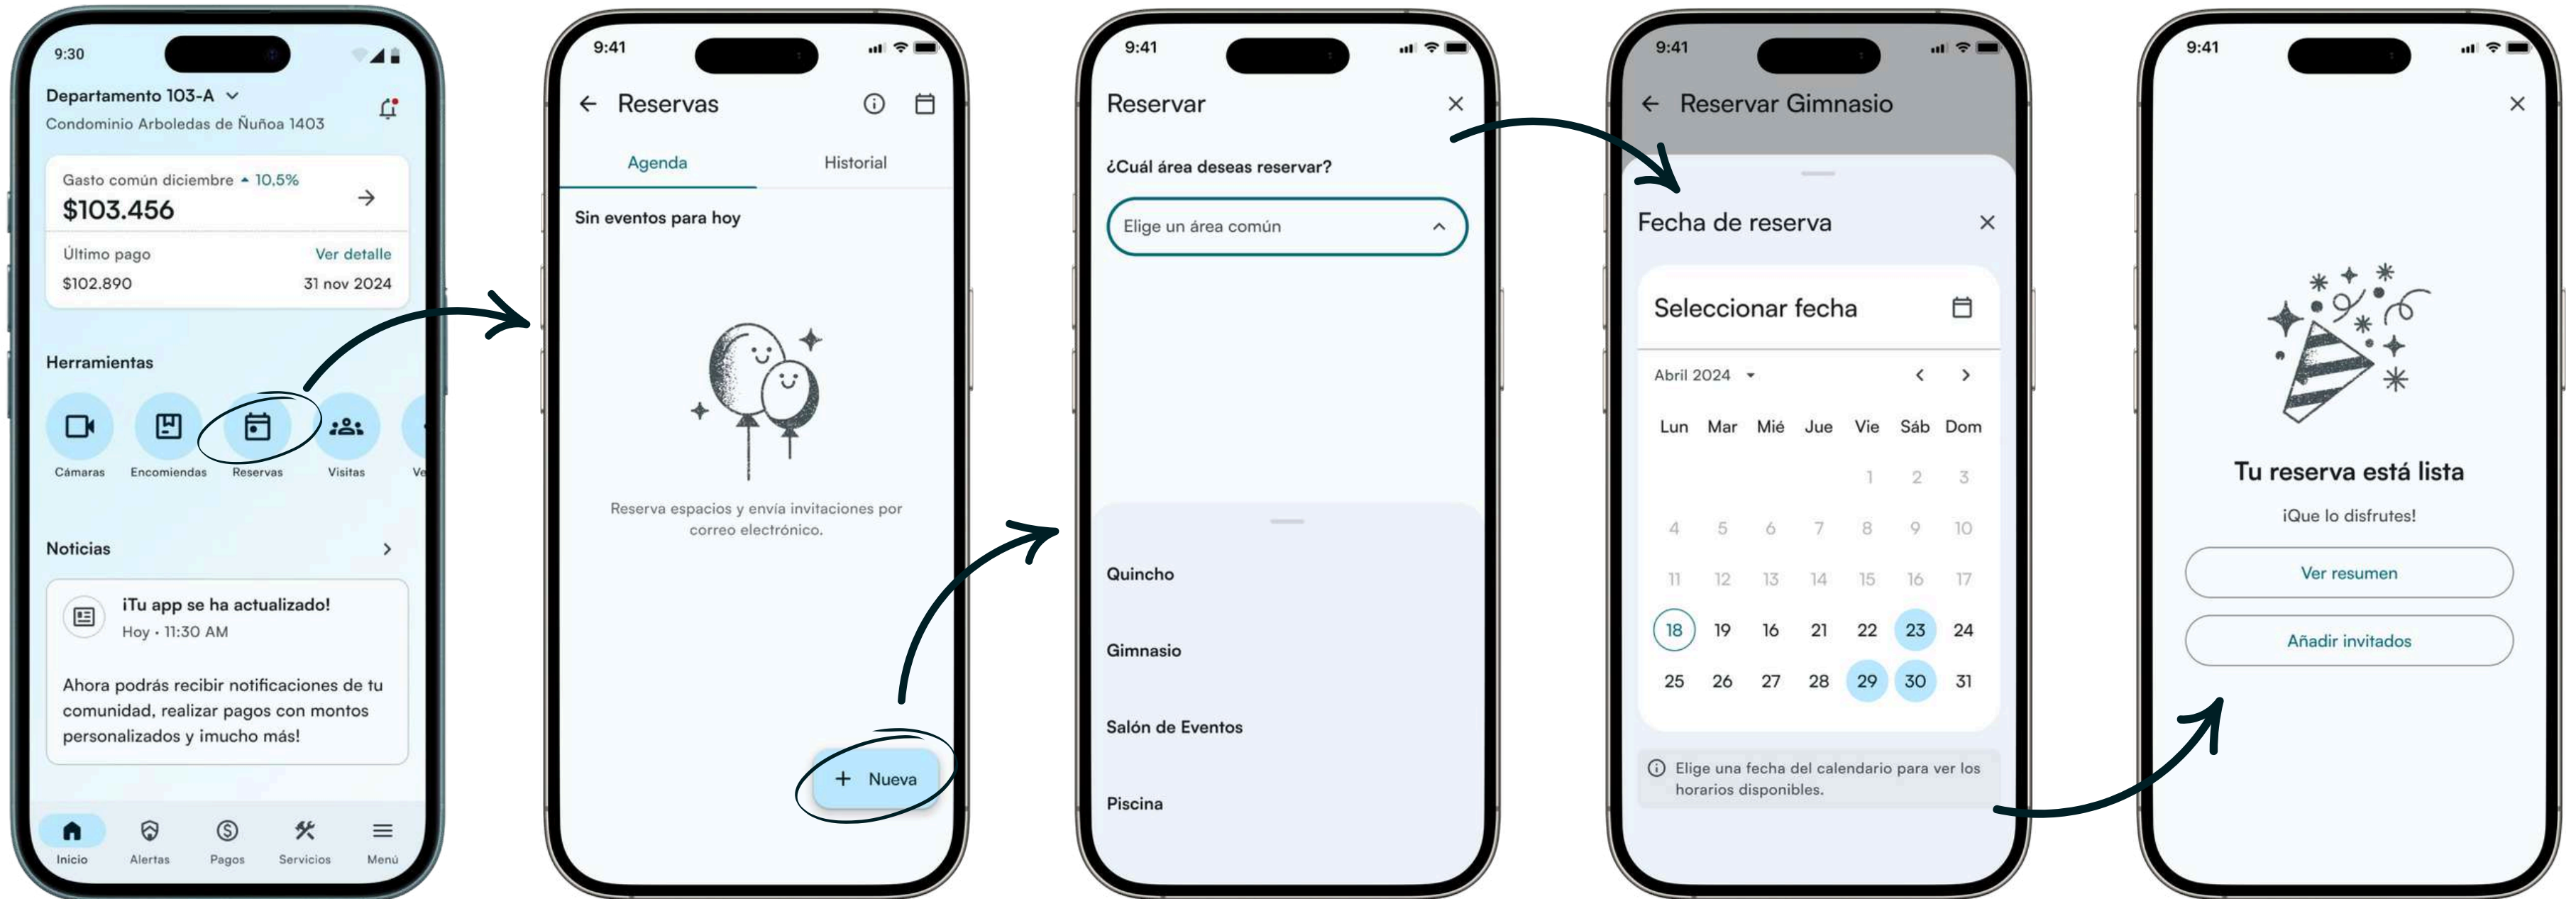 9:30
Departamento 103-A
Condominio Arboledas de Ñuñoa 1403
Gasto común diciembre 10,5%
$103.456
Último pago Ver detalle
$102.890 31 nov 2024
Herramientas
Cámaras Encomiendas Reservas Visitas Ve
Noticias
¡Tu app se ha actualizado!
Hoy · 11:30 AM
Ahora podrás recibir notificaciones de tu
comunidad, realizar pagos con montos
personalizados y ¡mucho más!
Inicio Alertas Pagos Servicios Menú
9:41
Reservas
Agenda Historial
Sin eventos para hoy
Reserva espacios y envía invitaciones por
correo electrónico.
+ Nueva
9:41
Reservar
¿Cuál área deseas reservar?
Elige un área común
Quincho
Gimnasio
Salón de Eventos
Piscina
9:41
Reservar Gimnasio
Fecha de reserva
Seleccionar fecha
Abril 2024
Lun Mar Mié Jue Vie Sáb Dom
1 2 3
4 5 6 7 8 9 10
11 12 13 14 15 16 17
18 19 16 21 22 23 24
25 26 27 28 29 30 31
Elige una fecha del calendario para ver los
horarios disponibles.
9:41
Tu reserva está lista
¡Que lo disfrutes!
Ver resumen
Añadir invitados